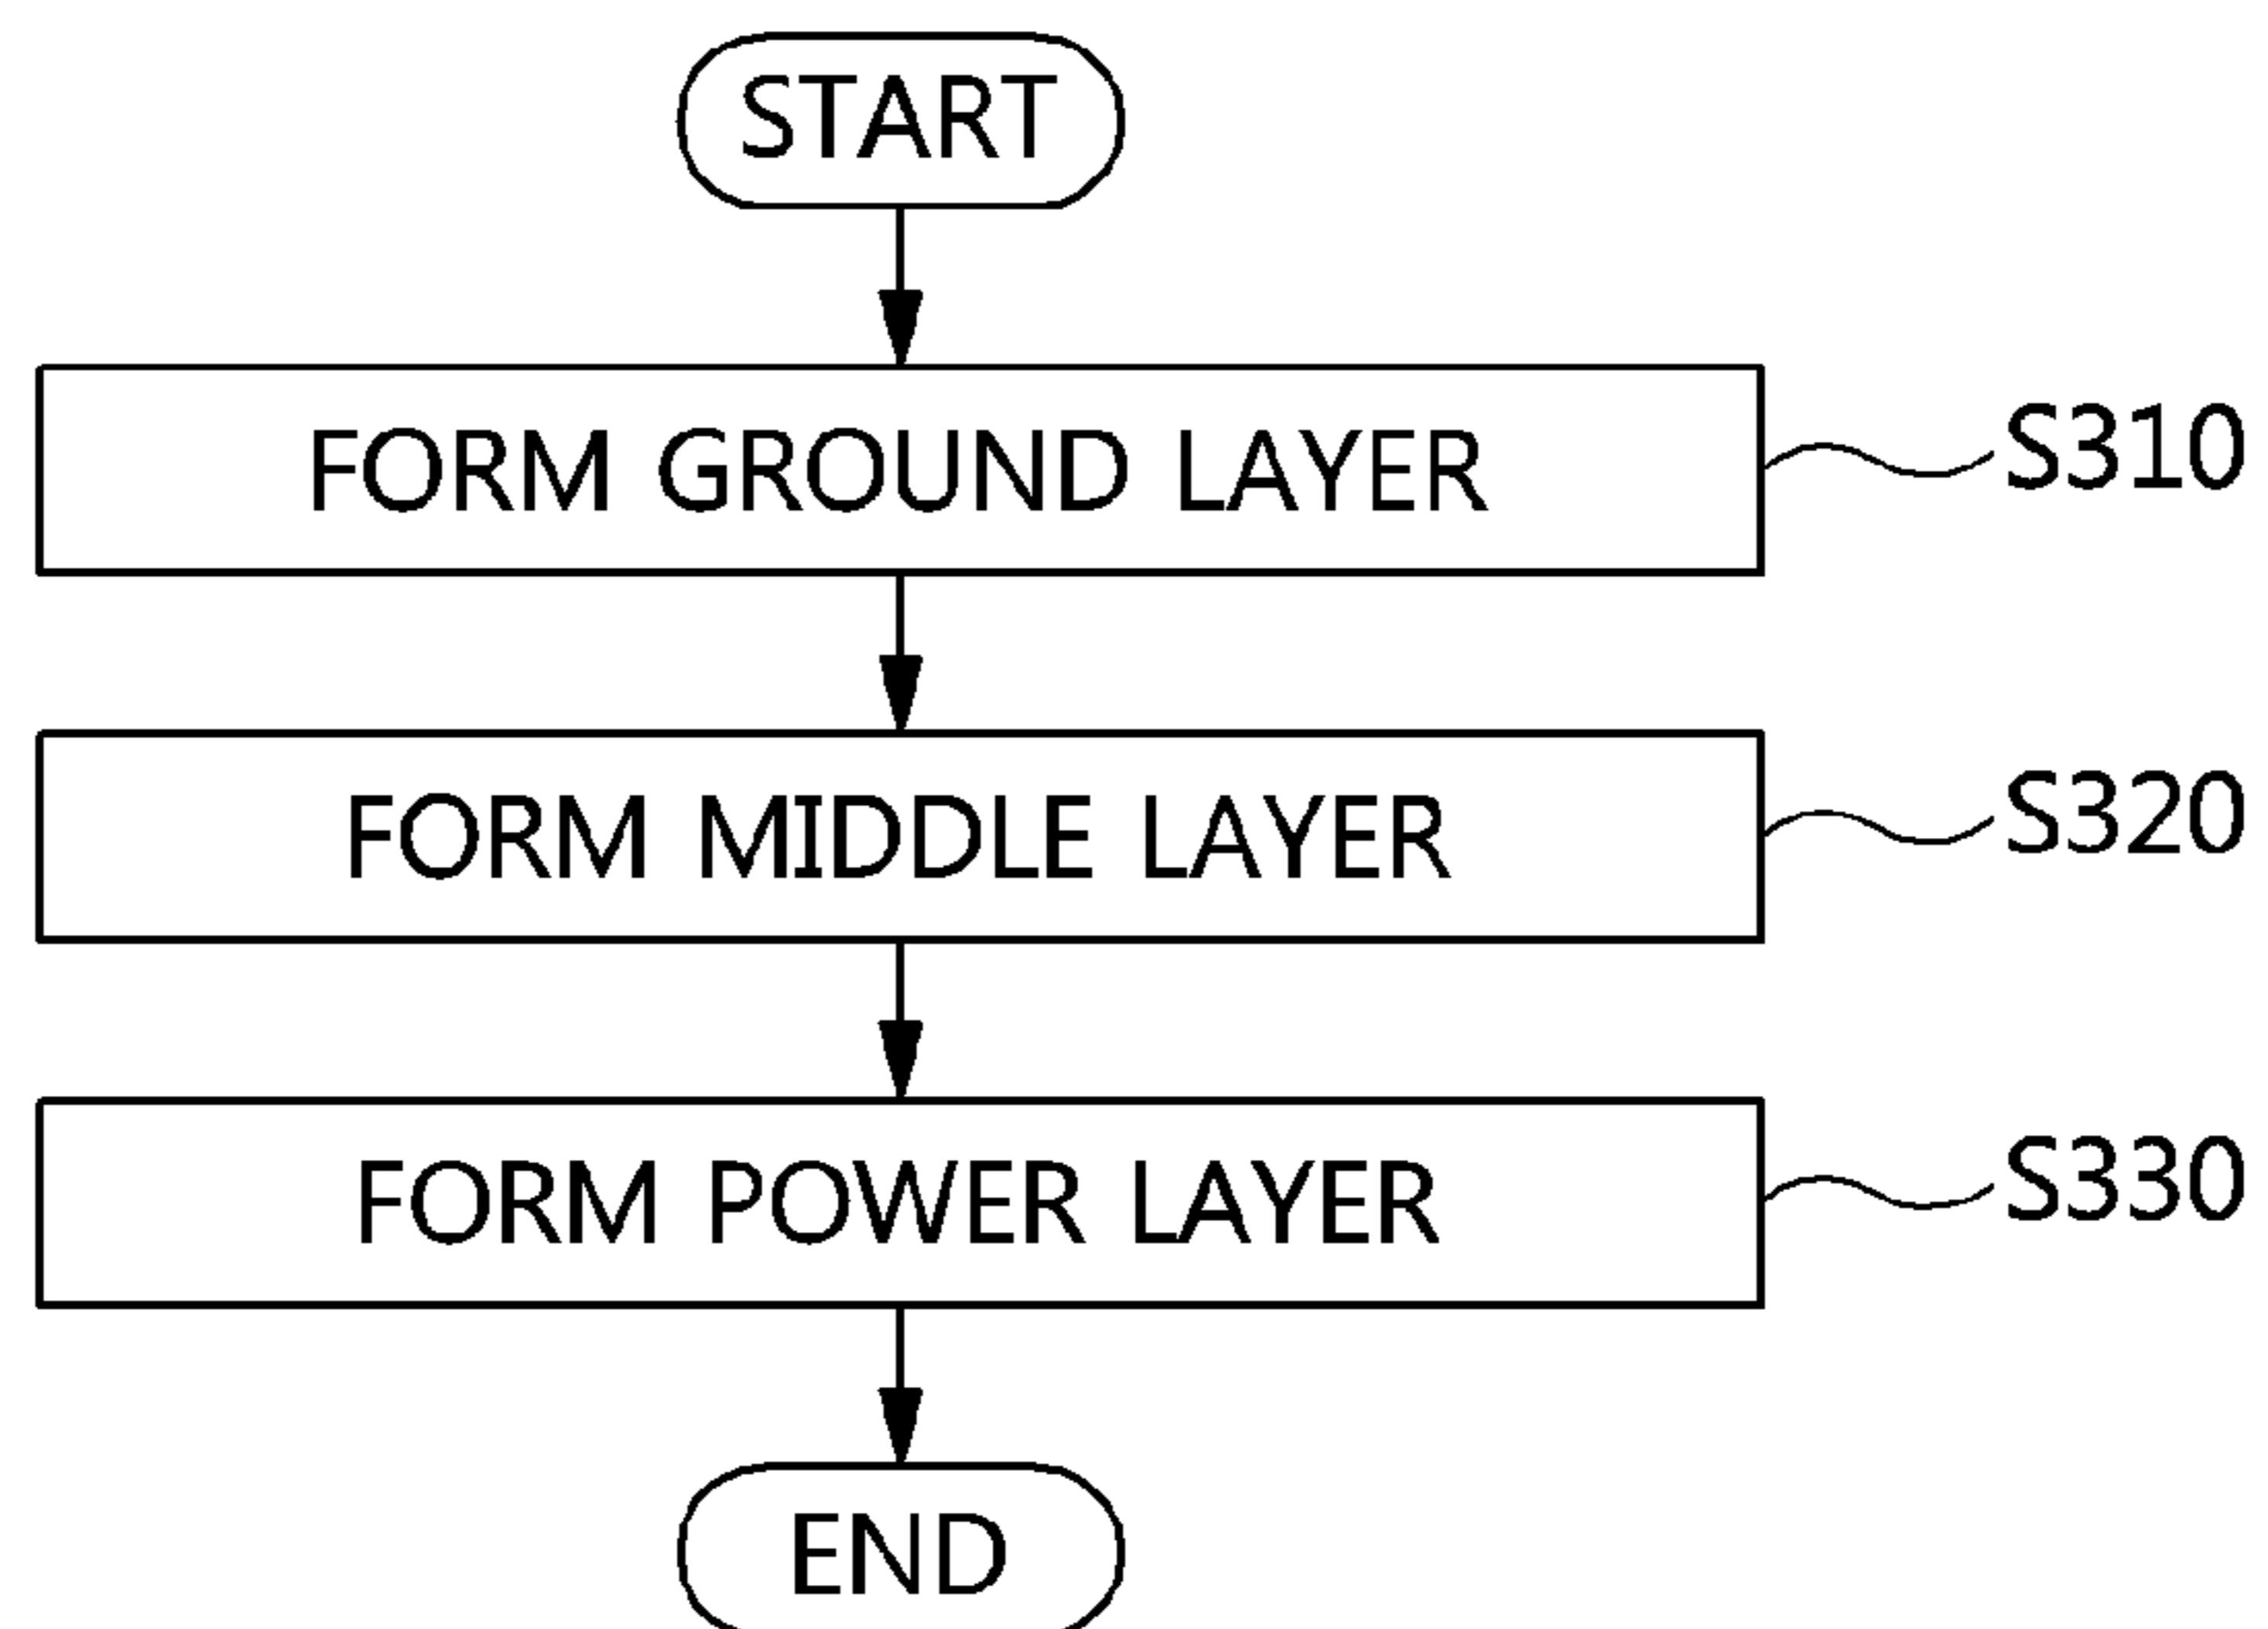 START
FORM GROUND LAYER
S310
FORM MIDDLE LAYER
S320
FORM POWER LAYER
S330
END